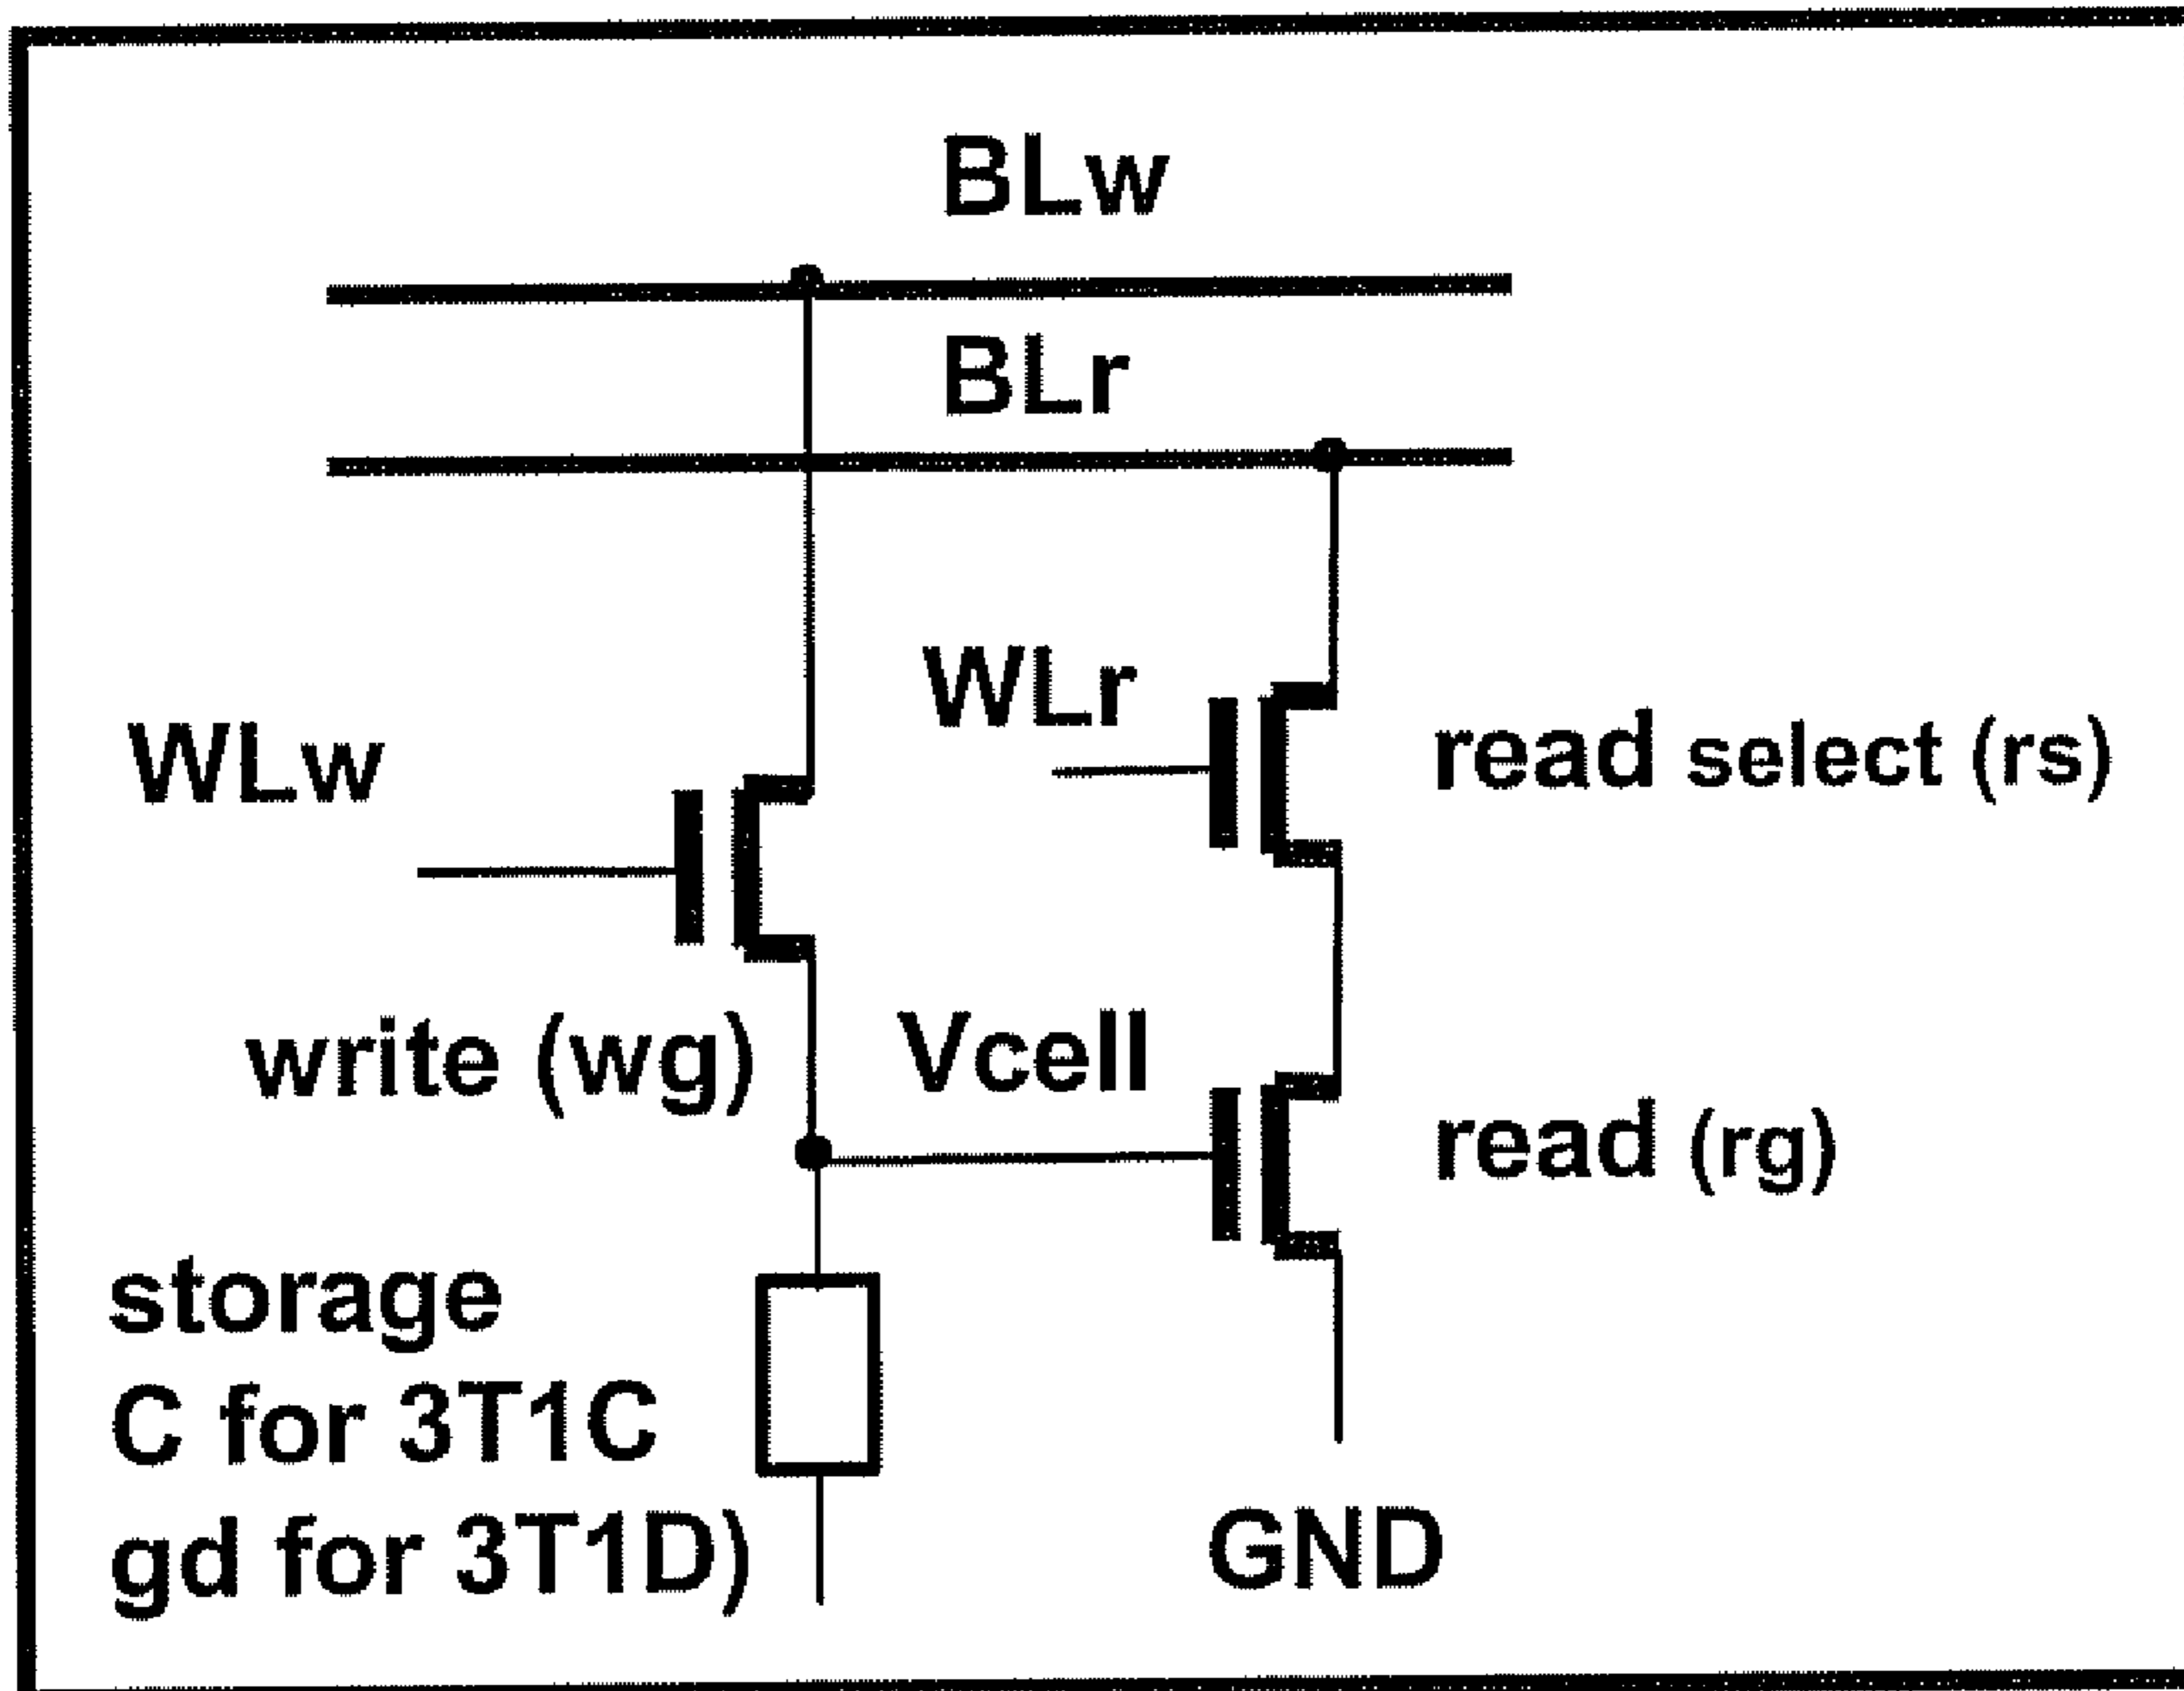 BLw
BLr
WLr
WLw
read select (rs)
write (wg)
Vcell
read (rg)
storage
C for 3T1C
gd for 3T1D)
GND